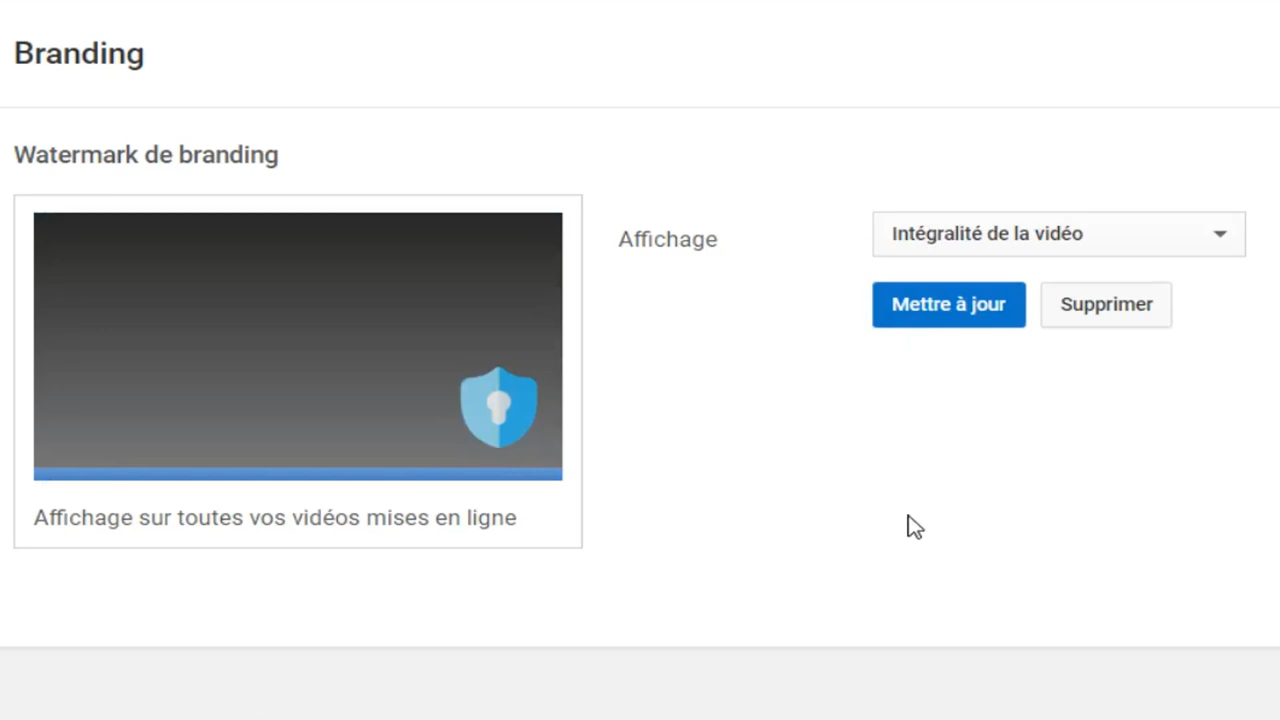 Branding
Watermark de branding
Affichage
Intégralité de la vidéo
Mettre à jour
Supprimer
Affichage sur toutes vos vidéos mises en ligne